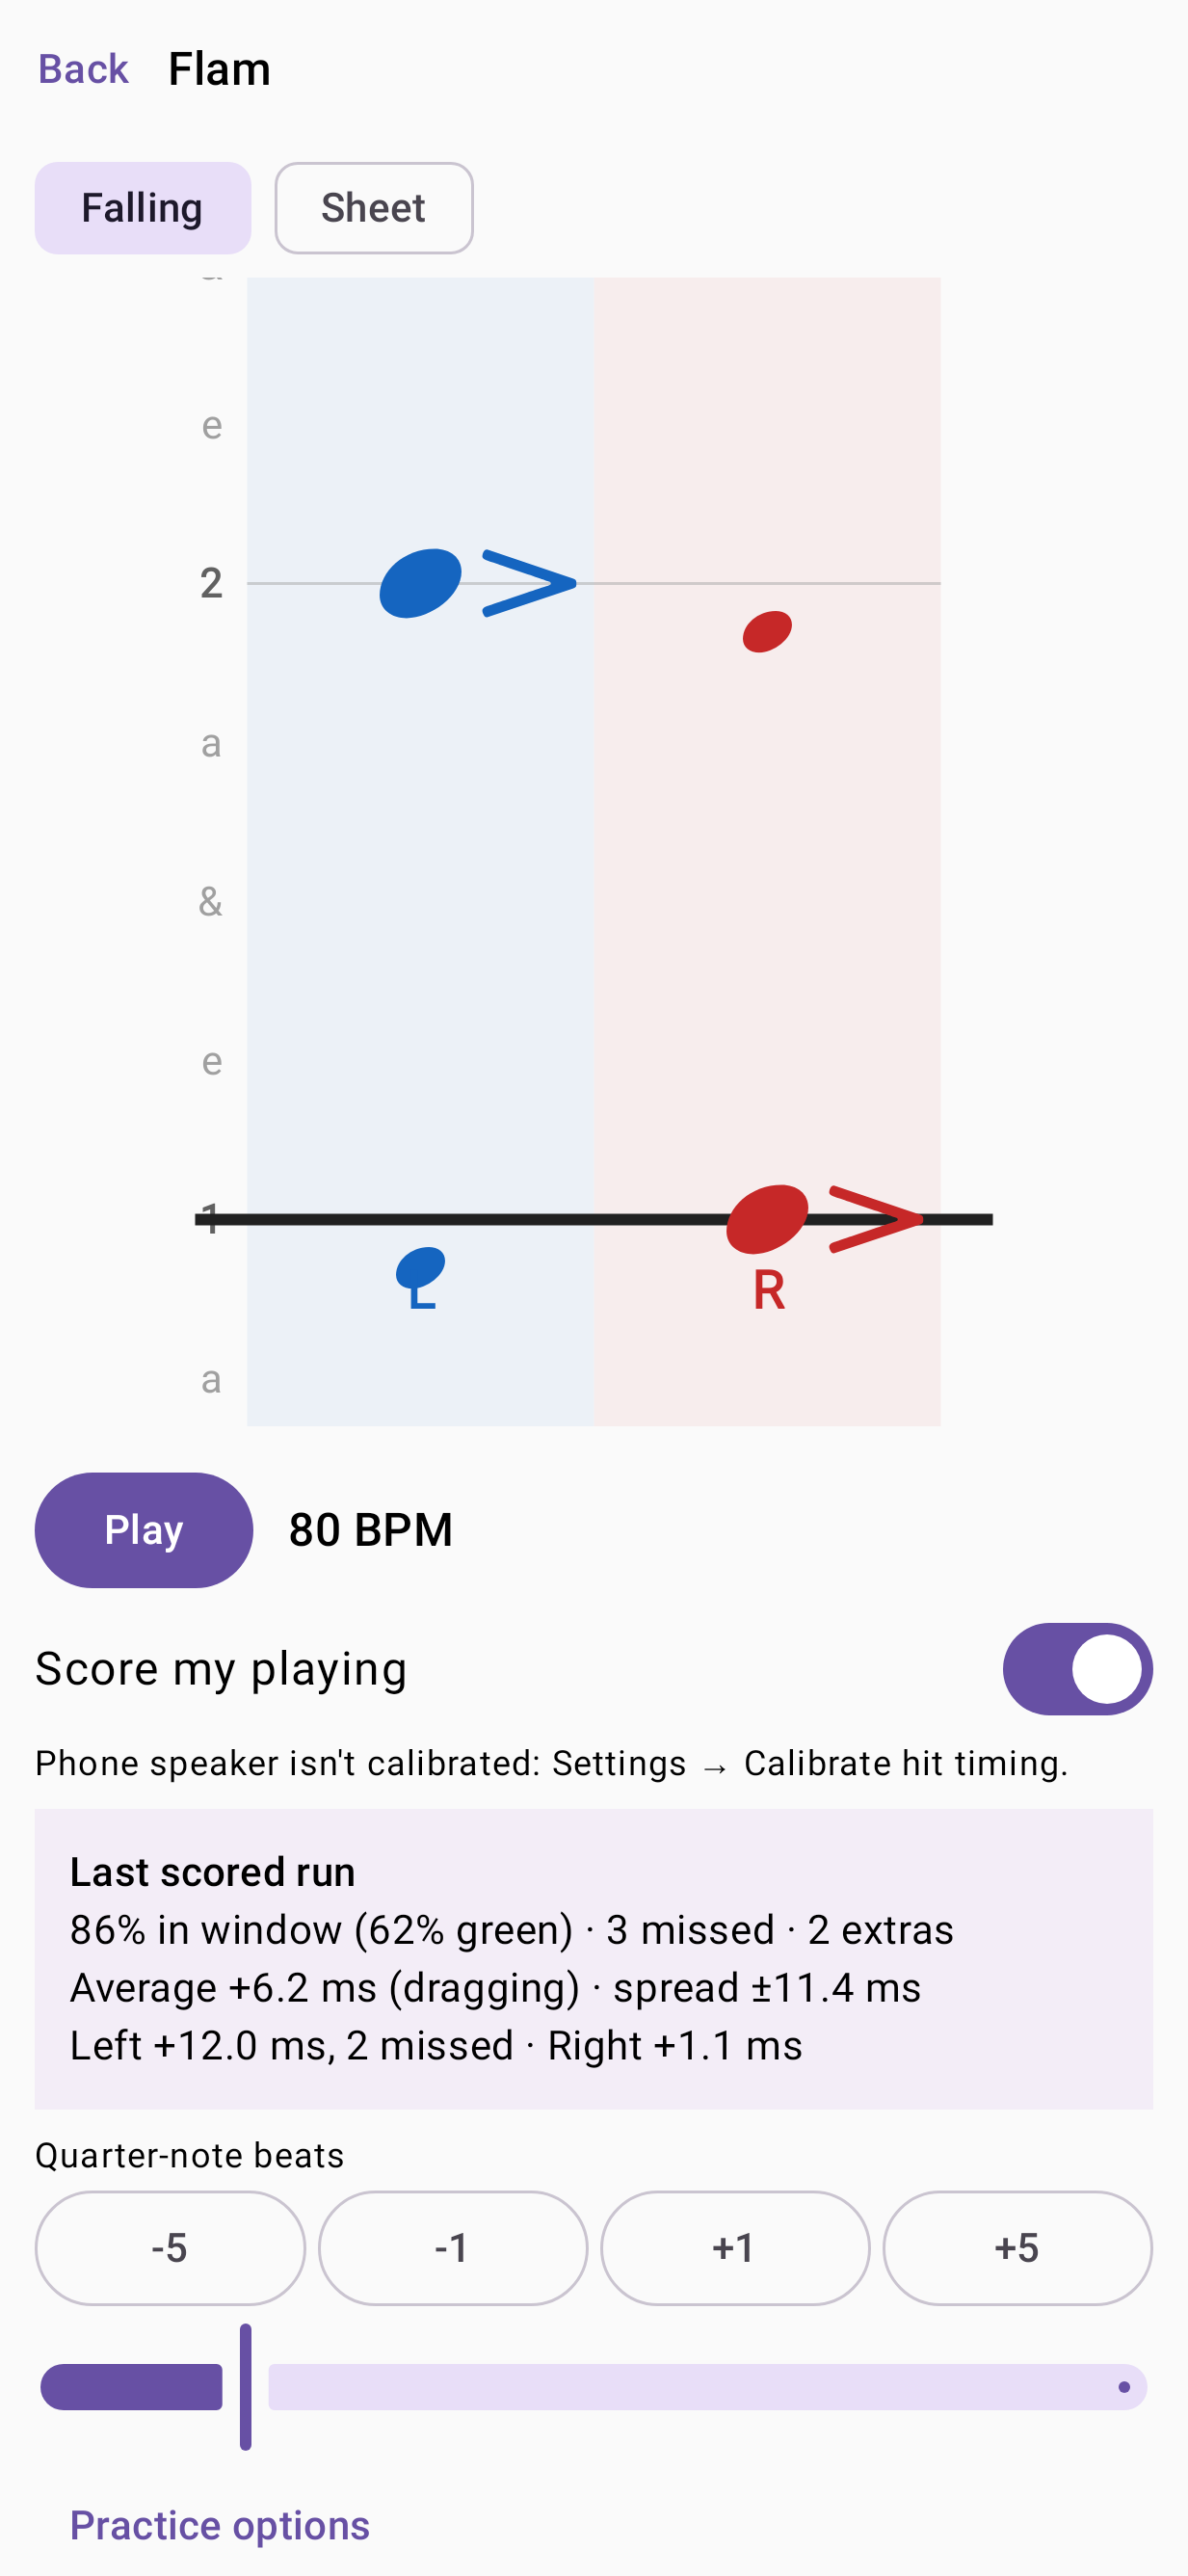 Back Flam
Falling Sheet
e
2
a
&
e
1
L R
a
Play 80 BPM
Score my playing
Phone speaker isn't calibrated: Settings → Calibrate hit timing.
Last scored run
86% in window (62% green) · 3 missed · 2 extras
Average +6.2 ms (dragging) · spread ±11.4 ms
Left +12.0 ms, 2 missed · Right +1.1 ms
Quarter-note beats
-5 -1 +1 +5
Practice options